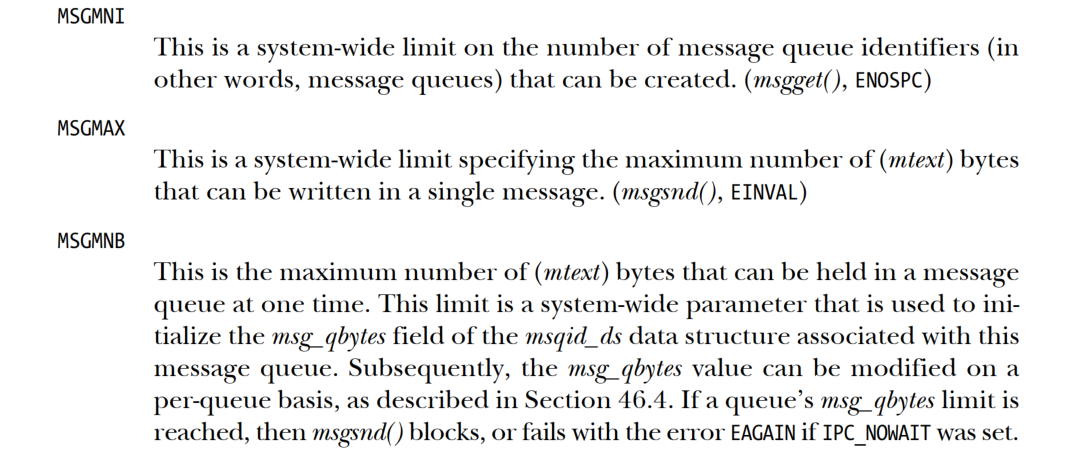 MSGMNI
This is a system-wide limit on the number of message queue identifiers (in
other words, message queues) that can be created. (msgget(), ENOSPC)
MSGMAX
This is a system-wide limit specifying the maximum number of (mtext) bytes
that can be written in a single message. (msgsnd(), EINVAL)
MSGMNB
This is the maximum number of (mtext) bytes that can be held in a message
queue at one time. This limit is a system-wide parameter that is used to ini-
tialize the msg_qbytes field of the msqid_ds data structure associated with this
message queue. Subsequently, the msg_qbytes value can be modified on a
per-queue basis, as described in Section 46.4. If a queue’s msg_qbytes limit is
reached, then msgsnd() blocks, or fails with the error EAGAIN if IPC_NOWAIT was set.